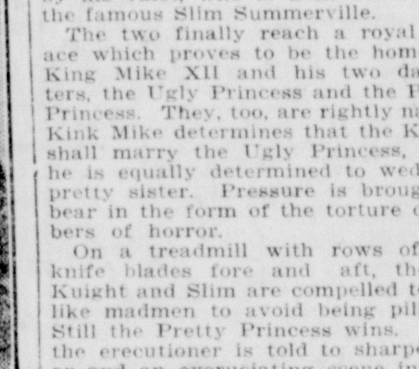 the famous Slim Summerville.
The two finally reach a royal
ace which proves to be the hom
King Mike XII and his two da
ters, the Ugly Princess and the P
Princess. They, too, are rightly na
Kink Mike determines that the K
shall marry the Ugly Princess,
he is equally determined to wed
pretty sister. Pressure is broug
bear in the form of the torture
bers of horror.
On a treadmill with rows of
knife blades fore and aft, th
Kuight and Slim are compelled t
like madmen to avoid being pil
Still the Pretty Princess wins.
the erecutioner is told to sharp